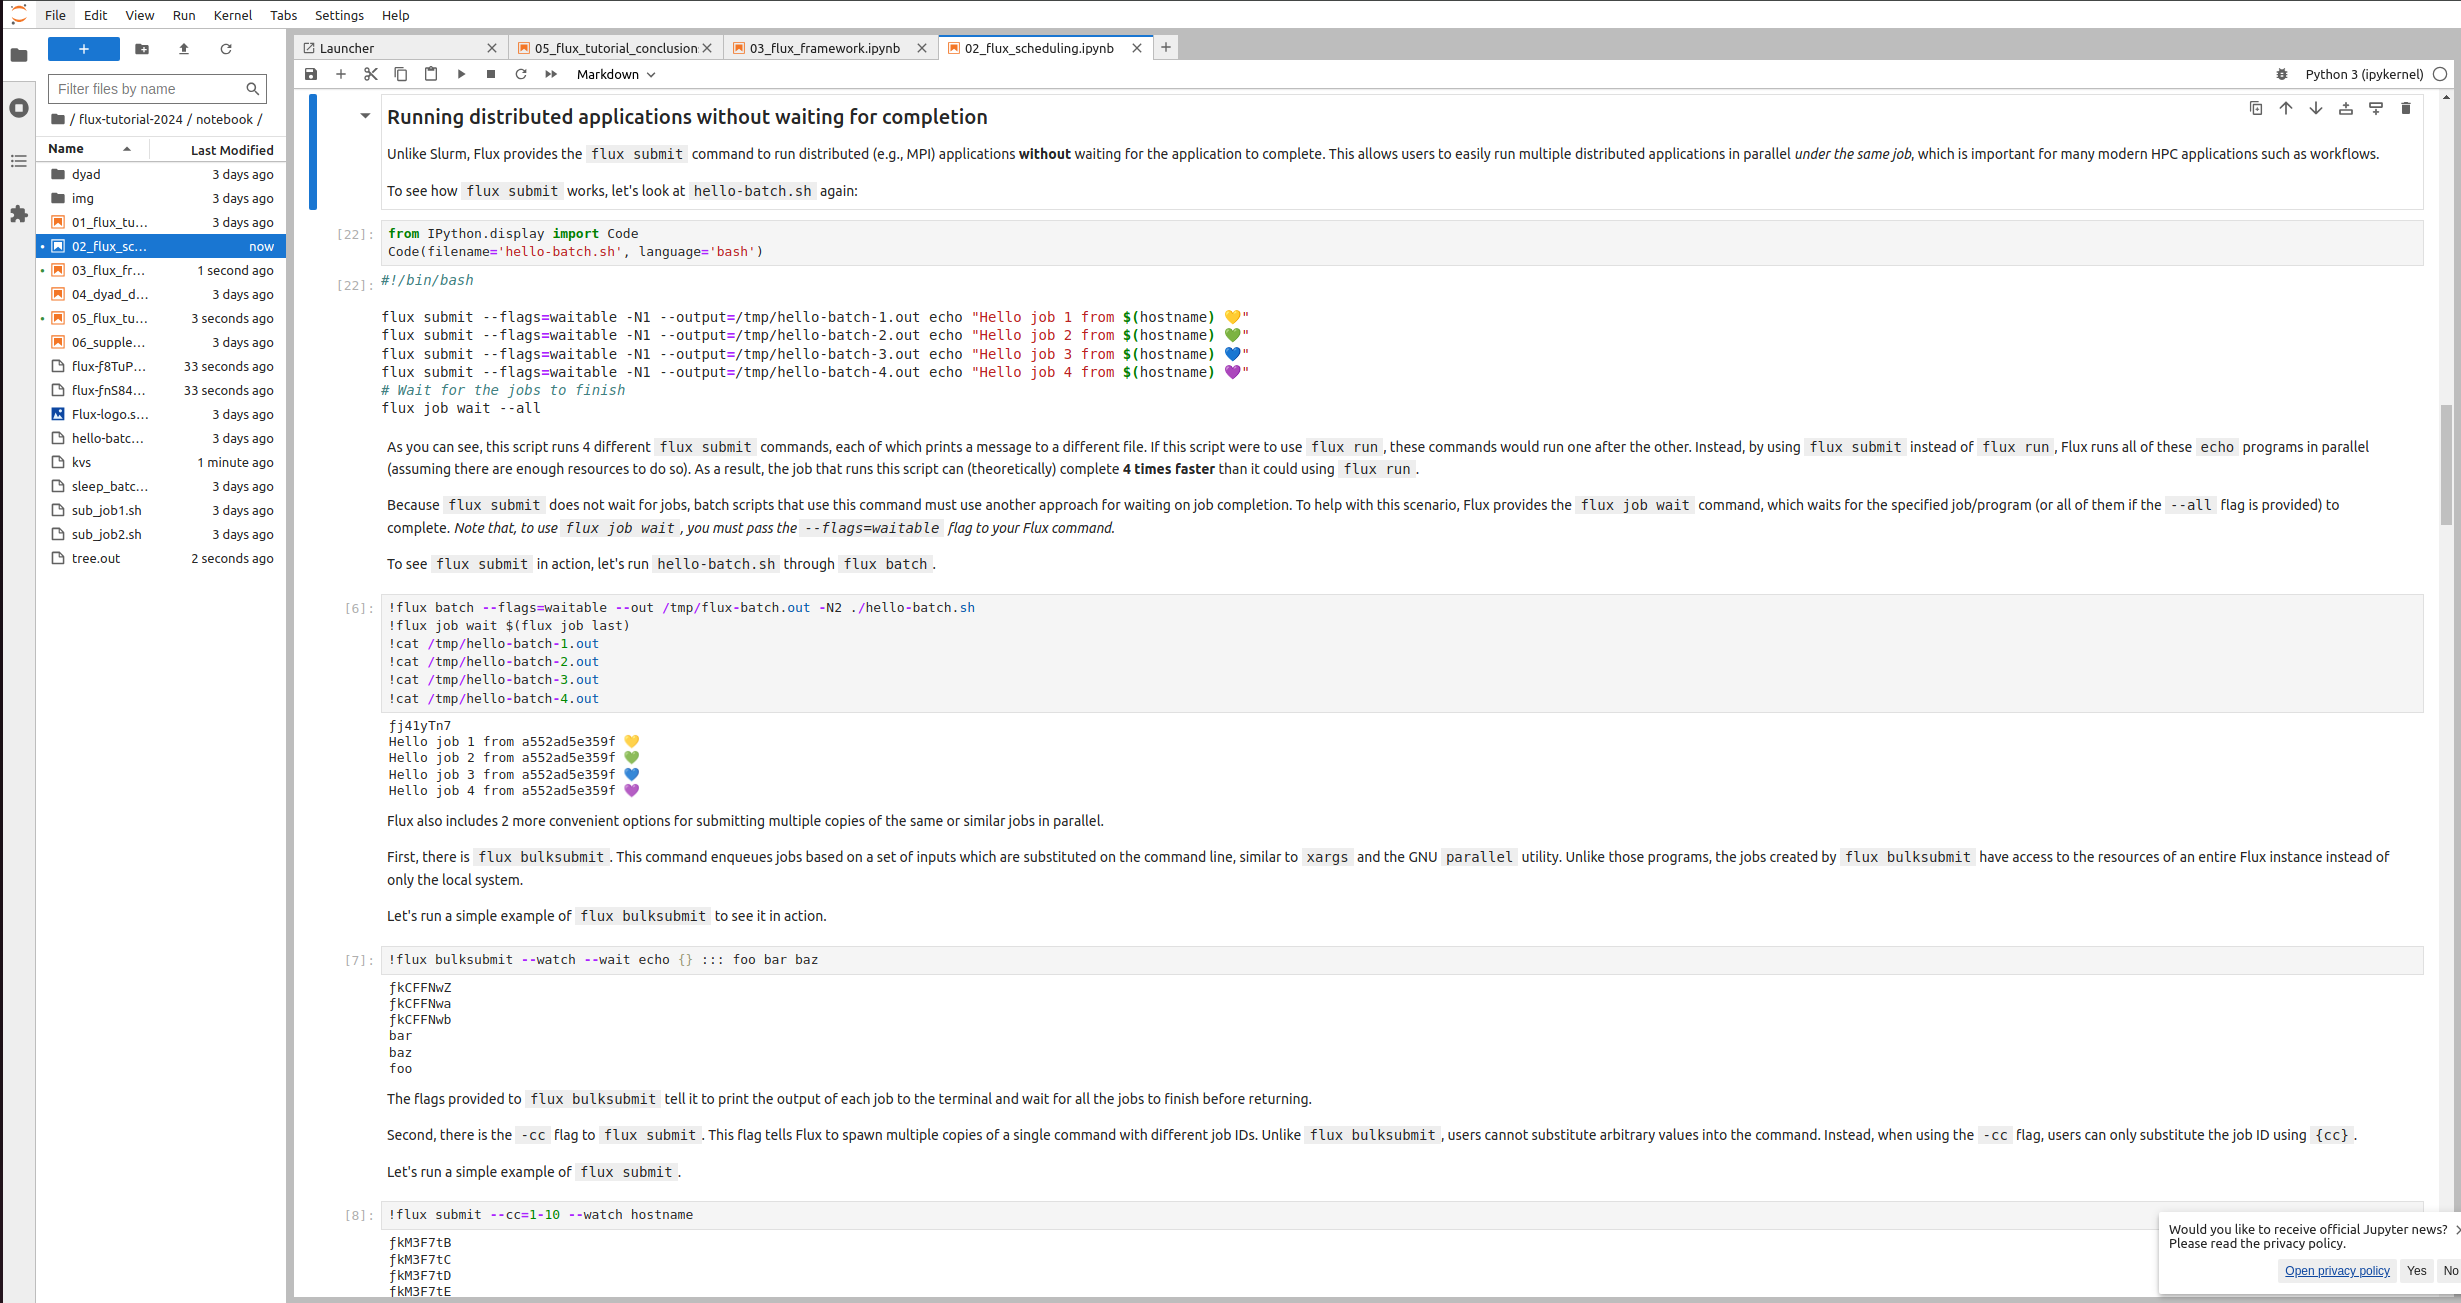 File Edit View Run Kernel Tabs Settings Help
Launcher
05_flux_tutorial_conclusion:
03_flux_framework.ipynb
02_flux_scheduling.ipynb
Markdown
Python 3 (ipykernel)
Filter files by name
/ flux-tutorial-2024 / notebook /
Name Last Modified
dyad 3 days ago
img 3 days ago
01_flux_tu... 3 days ago
02_flux_sc... now
03_flux_fr... 1 second ago
04_dyad_d... 3 days ago
05_flux_tu... 3 seconds ago
06_supple... 3 days ago
flux-ƒ8TuP... 33 seconds ago
flux-ƒnS84... 33 seconds ago
Flux-logo.s... 3 days ago
hello-batc... 3 days ago
kvs 1 minute ago
sleep_batc... 3 days ago
sub_job1.sh 3 days ago
sub_job2.sh 3 days ago
tree.out 2 seconds ago
Running distributed applications without waiting for completion
Unlike Slurm, Flux provides the flux submit command to run distributed (e.g., MPI) applications without waiting for the application to complete. This allows users to easily run multiple distributed applications in parallel under the same job, which is important for many modern HPC applications such as workflows.
To see how flux submit works, let's look at hello-batch.sh again:
[22]: from IPython.display import Code
Code(filename='hello-batch.sh', language='bash')
[22]: #!/bin/bash
flux submit --flags=waitable -N1 --output=/tmp/hello-batch-1.out echo "Hello job 1 from $(hostname) 💛"
flux submit --flags=waitable -N1 --output=/tmp/hello-batch-2.out echo "Hello job 2 from $(hostname) 💚"
flux submit --flags=waitable -N1 --output=/tmp/hello-batch-3.out echo "Hello job 3 from $(hostname) 💙"
flux submit --flags=waitable -N1 --output=/tmp/hello-batch-4.out echo "Hello job 4 from $(hostname) 💜"
# Wait for the jobs to finish
flux job wait --all
As you can see, this script runs 4 different flux submit commands, each of which prints a message to a different file. If this script were to use flux run , these commands would run one after the other. Instead, by using flux submit instead of flux run , Flux runs all of these echo programs in parallel
(assuming there are enough resources to do so). As a result, the job that runs this script can (theoretically) complete 4 times faster than it could using flux run .
Because flux submit does not wait for jobs, batch scripts that use this command must use another approach for waiting on job completion. To help with this scenario, Flux provides the flux job wait command, which waits for the specified job/program (or all of them if the --all flag is provided) to
complete. Note that, to use flux job wait , you must pass the --flags=waitable flag to your Flux command.
To see flux submit in action, let's run hello-batch.sh through flux batch .
[6]: !flux batch --flags=waitable --out /tmp/flux-batch.out -N2 ./hello-batch.sh
!flux job wait $(flux job last)
!cat /tmp/hello-batch-1.out
!cat /tmp/hello-batch-2.out
!cat /tmp/hello-batch-3.out
!cat /tmp/hello-batch-4.out
ƒj41yTn7
Hello job 1 from a552ad5e359f 💛
Hello job 2 from a552ad5e359f 💚
Hello job 3 from a552ad5e359f 💙
Hello job 4 from a552ad5e359f 💜
Flux also includes 2 more convenient options for submitting multiple copies of the same or similar jobs in parallel.
First, there is flux bulksubmit . This command enqueues jobs based on a set of inputs which are substituted on the command line, similar to xargs and the GNU parallel utility. Unlike those programs, the jobs created by flux bulksubmit have access to the resources of an entire Flux instance instead of
only the local system.
Let's run a simple example of flux bulksubmit to see it in action.
[7]: !flux bulksubmit --watch --wait echo {} ::: foo bar baz
ƒkCFFNwZ
ƒkCFFNwa
ƒkCFFNwb
bar
baz
foo
The flags provided to flux bulksubmit tell it to print the output of each job to the terminal and wait for all the jobs to finish before returning.
Second, there is the -cc flag to flux submit . This flag tells Flux to spawn multiple copies of a single command with different job IDs. Unlike flux bulksubmit , users cannot substitute arbitrary values into the command. Instead, when using the -cc flag, users can only substitute the job ID using {cc} .
Let's run a simple example of flux submit .
[8]: !flux submit --cc=1-10 --watch hostname
ƒkM3F7tB
ƒkM3F7tC
ƒkM3F7tD
ƒkM3F7tE
Would you like to receive official Jupyter news?
Please read the privacy policy.
Open privacy policy Yes No